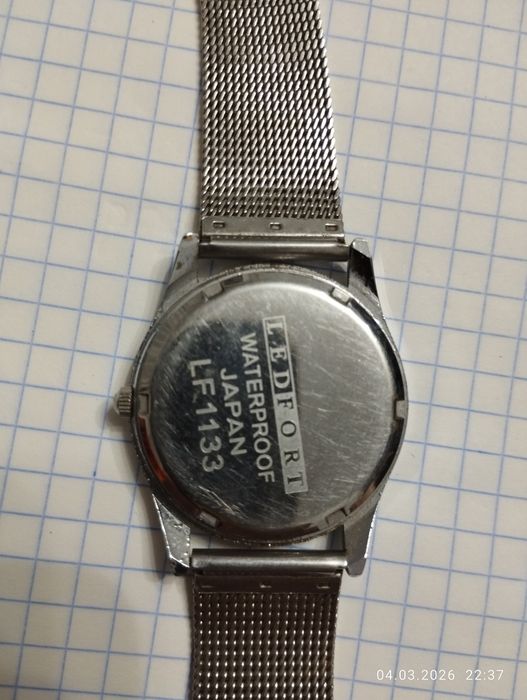 LEDFORT
WATERPROOF
JAPAN
LF1133
04.03.2026 22:37